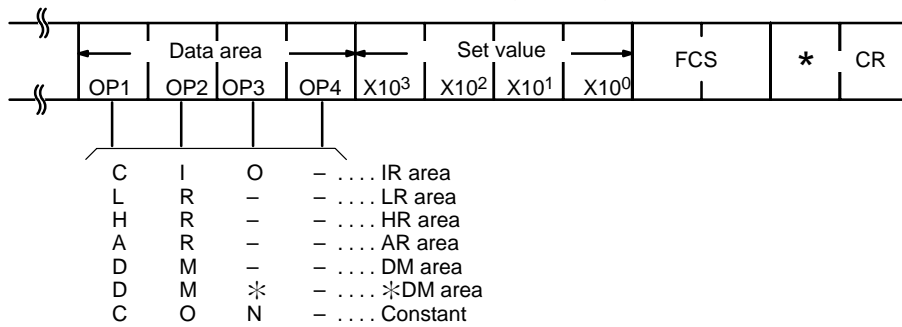 Data area Set value FCS * CR
OP1 OP2 OP3 OP4 X10³ X10² X10¹ X10⁰
C I O – . . . . IR area
L R – – . . . . LR area
H R – – . . . . HR area
A R – – . . . . AR area
D M – – . . . . DM area
D M ✳ – . . . . ✳DM area
C O N – . . . . Constant